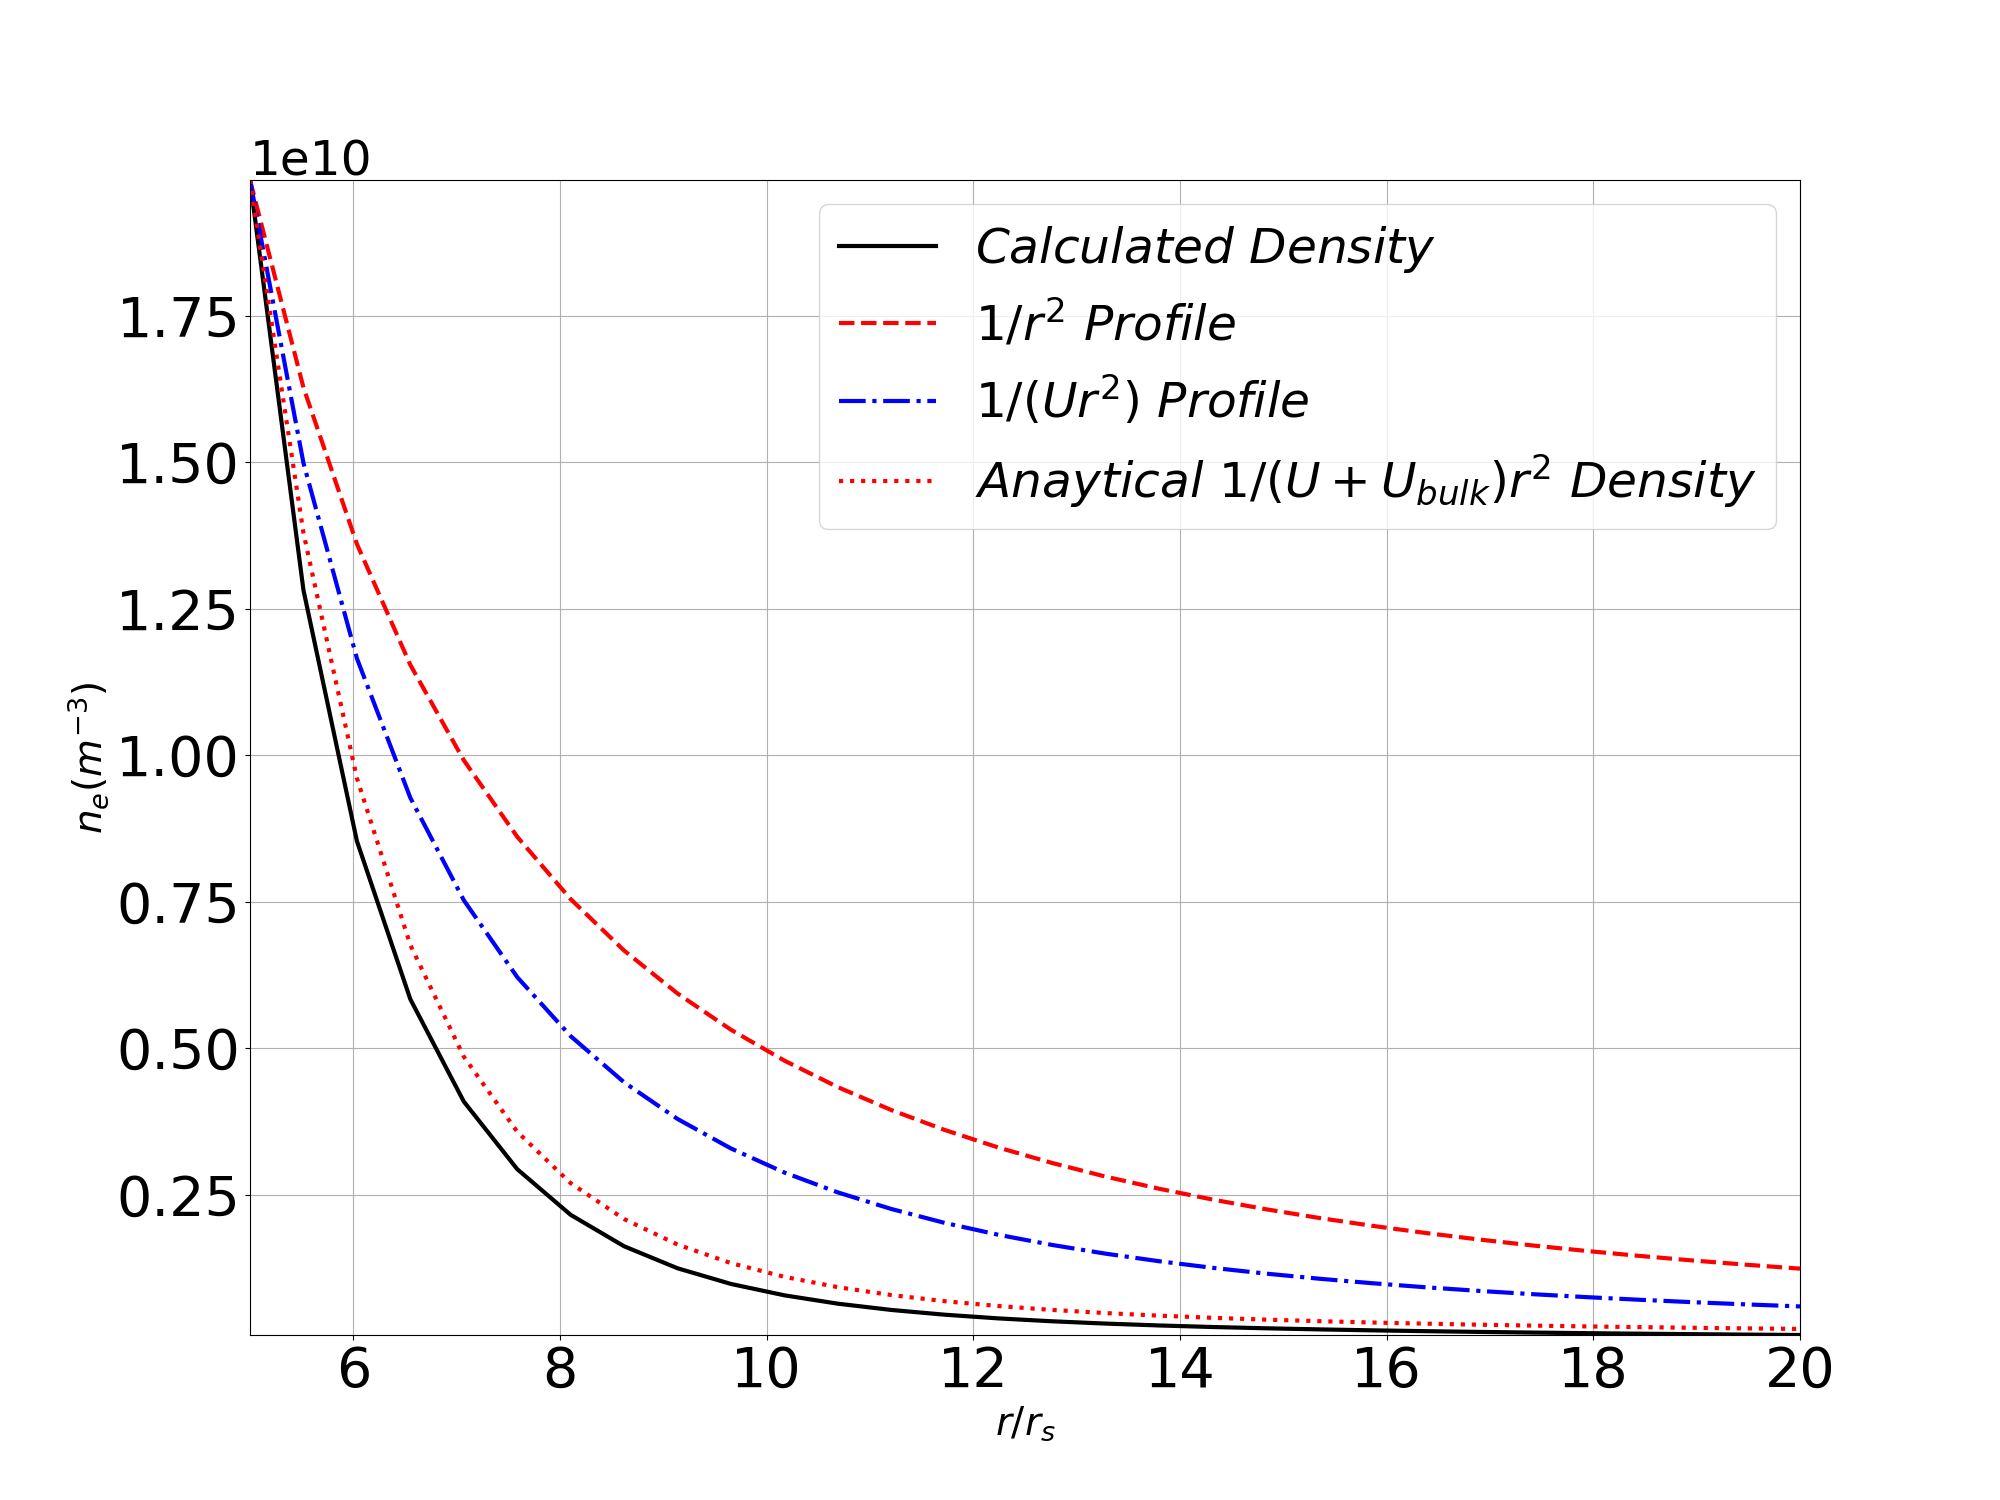 1e10
Calculated Density
1/r² Profile
1/(Ur²) Profile
Anaytical 1/(U + U_bulk)r² Density
1.75
1.50
1.25
1.00
0.75
0.50
0.25
n_e(m⁻³)
6 8 10 12 14 16 18 20
r/r_s